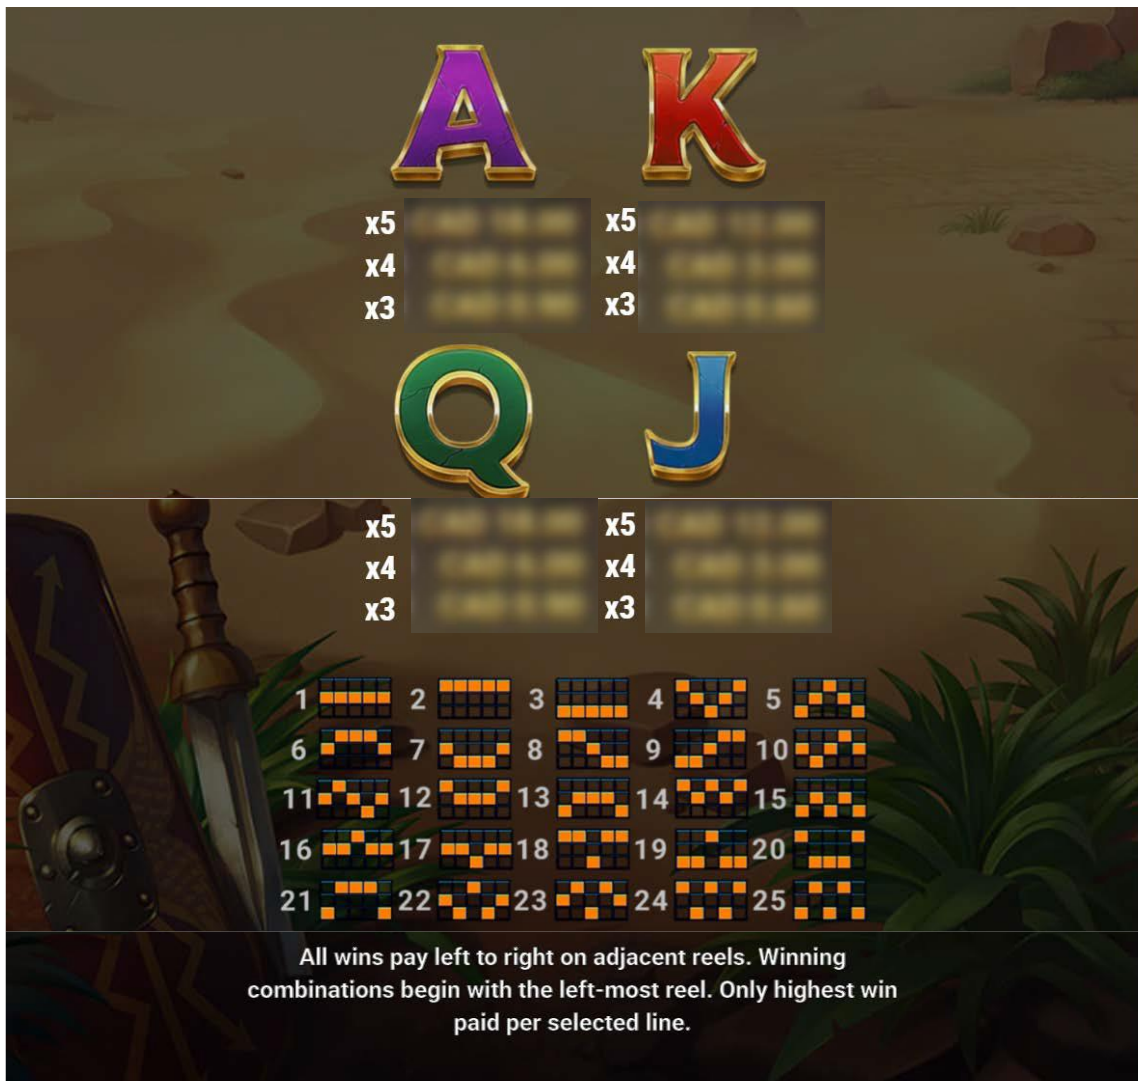 A K
x5 x5
x4 x4
x3 x3
Q J
x5 x5
x4 x4
x3 x3
1 2 3 4 5
6 7 8 9 10
11 12 13 14 15
16 17 18 19 20
21 22 23 24 25
All wins pay left to right on adjacent reels. Winning
combinations begin with the left-most reel. Only highest win
paid per selected line.